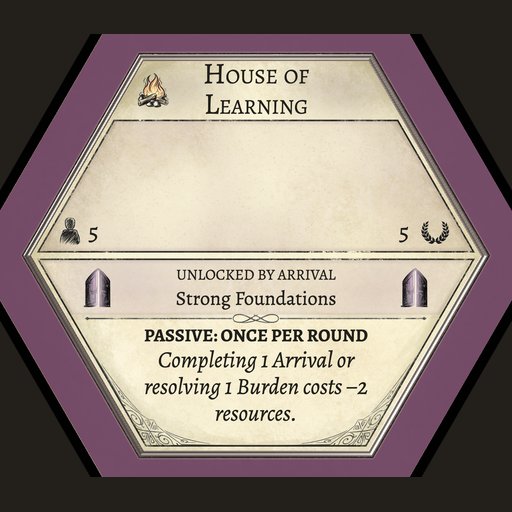 House of
Learning
5
5
UNLOCKED BY ARRIVAL
Strong Foundations
PASSIVE: ONCE PER ROUND
Completing 1 Arrival or
resolving 1 Burden costs –2
resources.